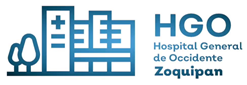 HGO
Hospital General
de Occidente
Zoquipan